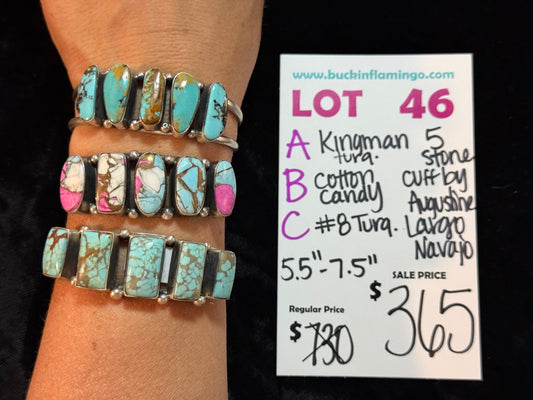 www.buckinflamingo.com
LOT 46
A Kingman turq.
B Cotton Candy
C #8 Turq.
5 stone cuff by Augustine Largo Navajo
5.5"-7.5"
SALE PRICE
$365
Regular Price
$730